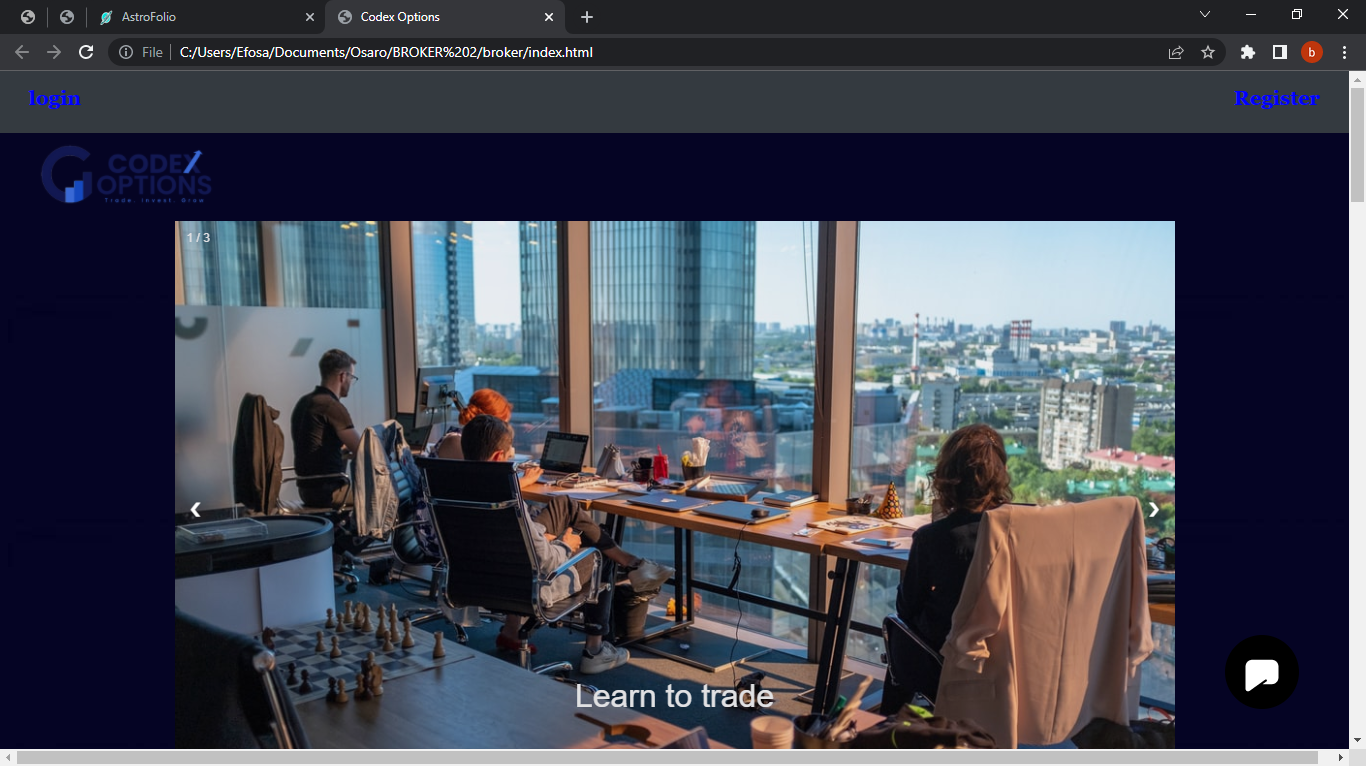 AstroFolio
Codex Options
File
C:/Users/Efosa/Documents/Osaro/BROKER%202/broker/index.html
b
login
Register
CODEX
OPTIONS
Trade. Invest. Grow
1 / 3
❮
❯
Learn to trade